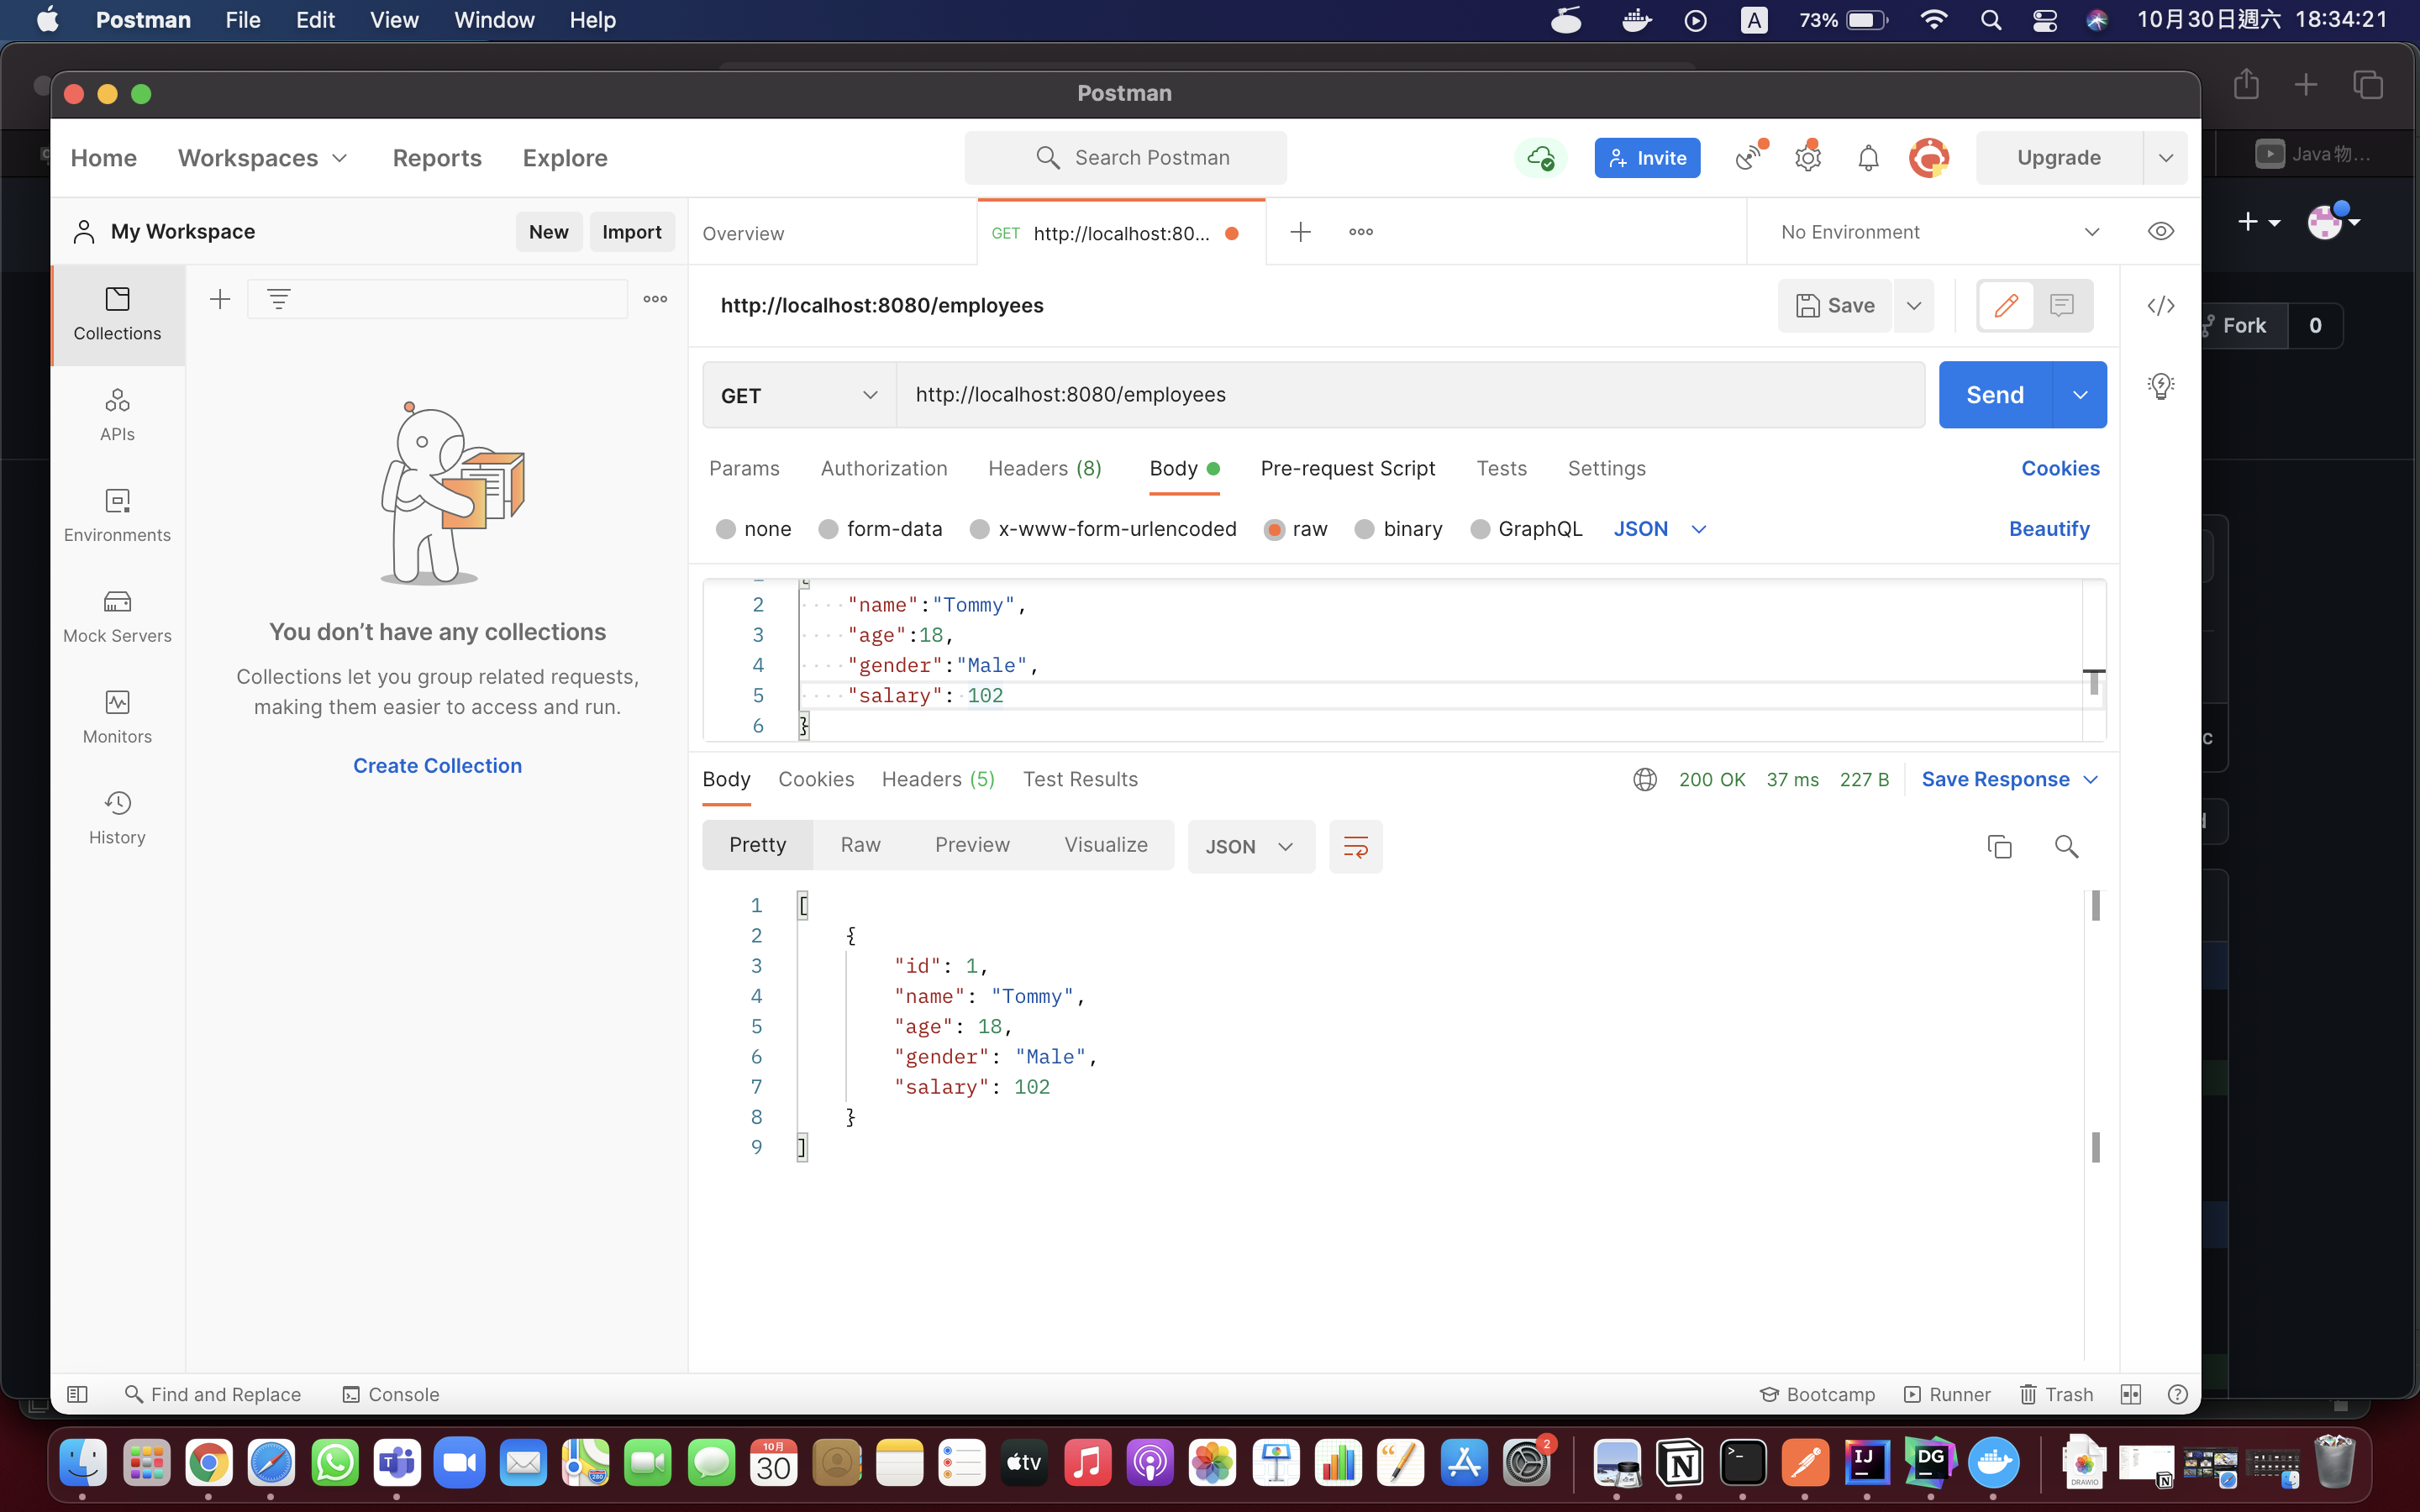 Postman File Edit View Window Help A 73% 10月30日週六 18:34:21
Postman
Home Workspaces Reports Explore Search Postman Invite Upgrade
Java物...
My Workspace New Import Overview GET http://localhost:80... No Environment
Collections
http://localhost:8080/employees Save
Fork 0
GET http://localhost:8080/employees Send
APIs
Params Authorization Headers (8) Body Pre-request Script Tests Settings Cookies
none form-data x-www-form-urlencoded raw binary GraphQL JSON Beautify
Environments
2 "name":"Tommy",
3 "age":18,
4 "gender":"Male",
5 "salary": 102
6 }
Mock Servers
Monitors
History
You don't have any collections
Collections let you group related requests,
making them easier to access and run.
Create Collection
Body Cookies Headers (5) Test Results 200 OK 37 ms 227 B Save Response
Pretty Raw Preview Visualize JSON
1 [
2 {
3 "id": 1,
4 "name": "Tommy",
5 "age": 18,
6 "gender": "Male",
7 "salary": 102
8 }
9 ]
Find and Replace Console Bootcamp Runner Trash
10月
30
tv
2
IJ
DG
DRAWIO
280
T
N